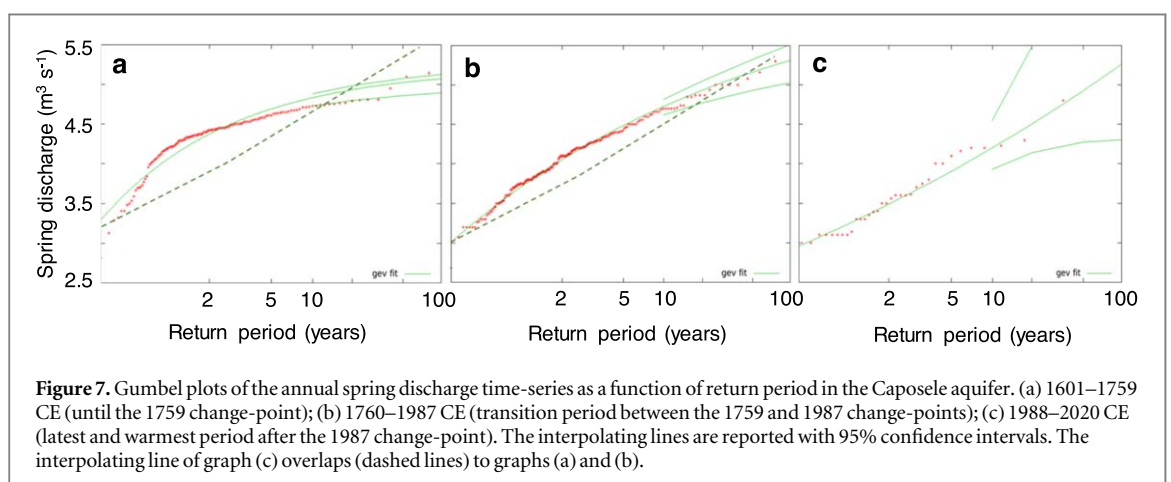 5.5
4.5
3.5
2.5
Spring discharge (m³ s⁻¹)
a
gev fit
2 5 10 100
Return period (years)
b
gev fit
2 5 10 100
Return period (years)
c
gev fit
2 5 10 100
Return period (years)
Figure 7. Gumbel plots of the annual spring discharge time-series as a function of return period in the Caposele aquifer. (a) 1601–1759
CE (until the 1759 change-point); (b) 1760–1987 CE (transition period between the 1759 and 1987 change-points); (c) 1988–2020 CE
(latest and warmest period after the 1987 change-point). The interpolating lines are reported with 95% confidence intervals. The
interpolating line of graph (c) overlaps (dashed lines) to graphs (a) and (b).